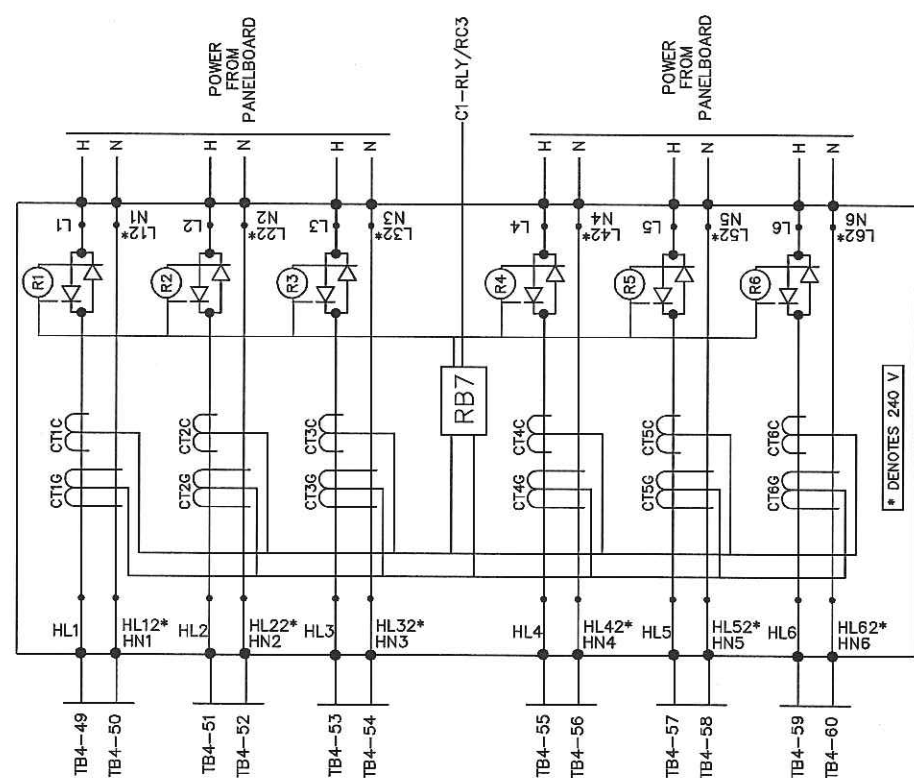 POWER
FROM
PANELBOARD
C1-RLY/RC3
POWER
FROM
PANELBOARD
H
N
H
N
H
N
H
N
H
N
H
N
L1
N1
L12*
L2
N2
L22*
L3
N3
L32*
L4
N4
L42*
L5
N5
L52*
L6
N6
L62*
R1
R2
R3
R4
R5
R6
RB7
CT1C
CT2C
CT3C
CT4C
CT5C
CT6C
CT1G
CT2G
CT3G
CT4G
CT5G
CT6G
* DENOTES 240 V
HL1
HL12*
HN1
HL2
HL22*
HN2
HL3
HL32*
HN3
HL4
HL42*
HN4
HL5
HL52*
HN5
HL6
HL62*
HN6
TB4-49
TB4-50
TB4-51
TB4-52
TB4-53
TB4-54
TB4-55
TB4-56
TB4-57
TB4-58
TB4-59
TB4-60